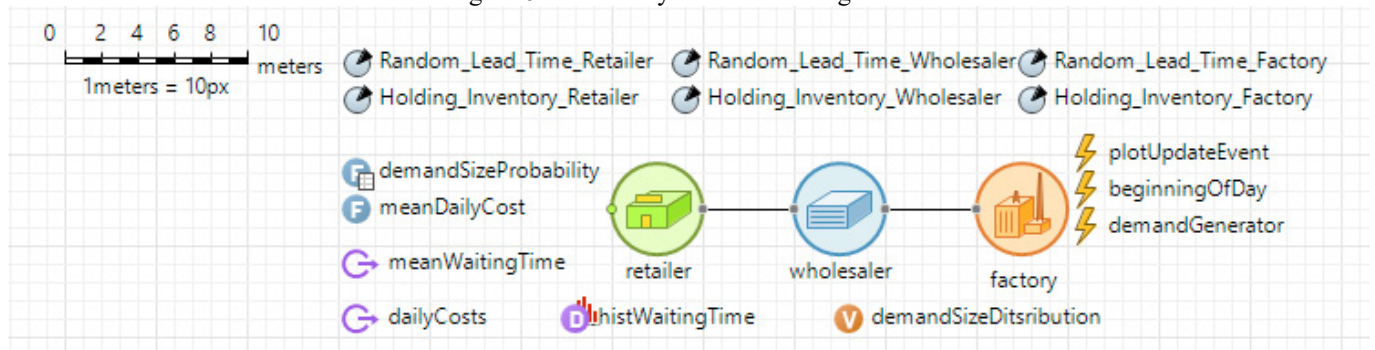 0 2 4 6 8 10
meters
1meters = 10px
Random_Lead_Time_Retailer Random_Lead_Time_Wholesaler Random_Lead_Time_Factory
Holding_Inventory_Retailer Holding_Inventory_Wholesaler Holding_Inventory_Factory
F demandSizeProbability
F meanDailyCost
plotUpdateEvent
beginningOfDay
demandGenerator
meanWaitingTime
retailer wholesaler factory
dailyCosts D histWaitingTime V demandSizeDitsribution